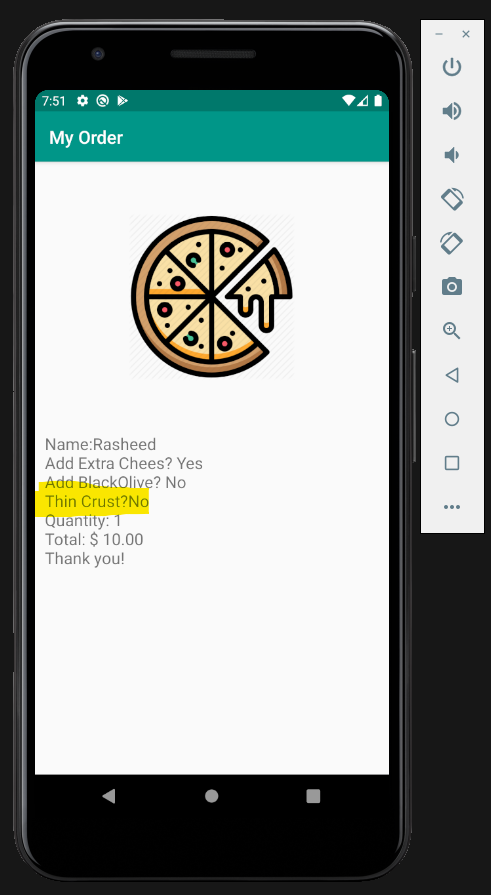 7:51
My Order
Name:Rasheed
Add Extra Chees? Yes
Add BlackOlive? No
Thin Crust?No
Quantity: 1
Total: $ 10.00
Thank you!